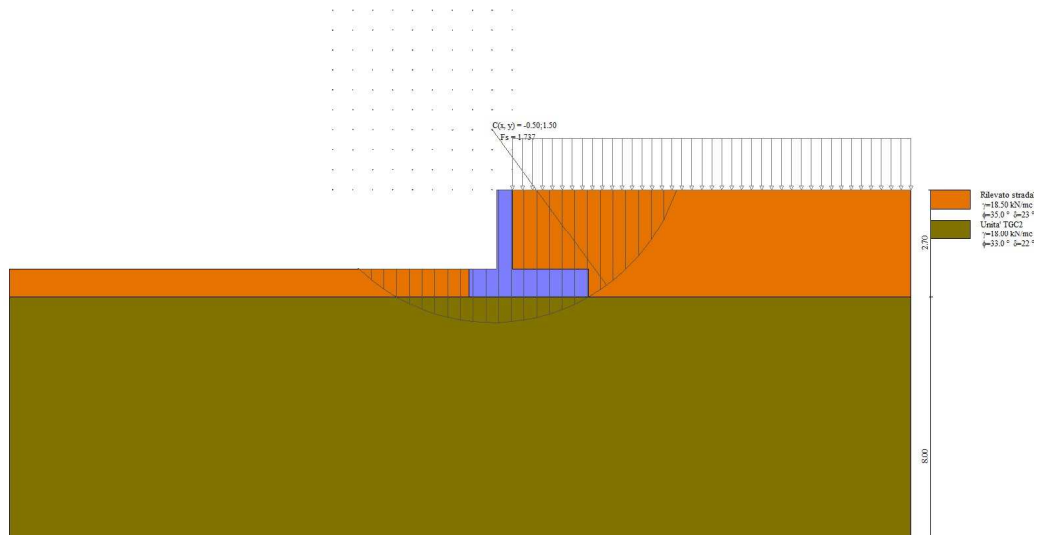 C(x, y) = -0.50;1.50
Fs = 1.737
Rilevato strada'
γ=18.50 kN/mc
ϕ=35.0 ° δ=23 °
Unita' TGC2
γ=18.00 kN/mc
ϕ=33.0 ° δ=22 °
2.70
8.00